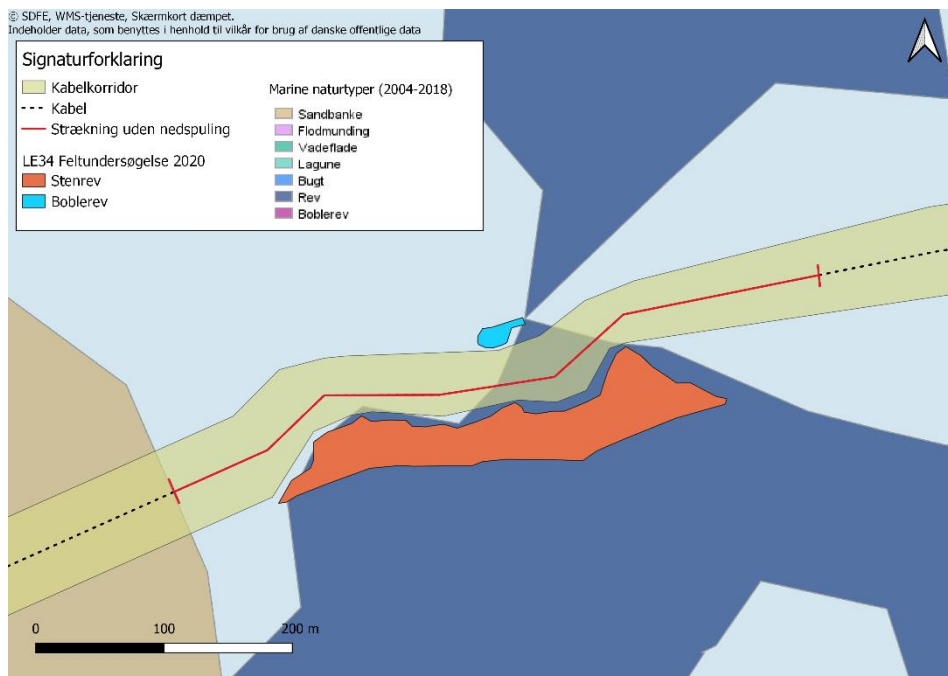 © SDFE, WMS-tjeneste, Skærmkort dæmpet.
Indeholder data, som benyttes i henhold til vilkår for brug af danske offentlige data
Signaturforklaring
Kabelkorridor
Kabel
Strækning uden nedspuling
LE34 Feltundersøgelse 2020
Stenrev
Boblerev
Marine naturtyper (2004-2018)
Sandbanke
Flodmunding
Vadeflade
Lagune
Bugt
Rev
Boblerev
0 100 200 m